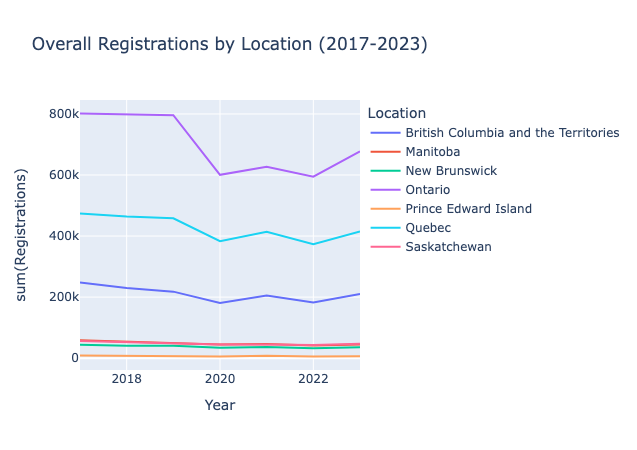 Overall Registrations by Location (2017-2023)
Location
British Columbia and the Territories
Manitoba
New Brunswick
Ontario
Prince Edward Island
Quebec
Saskatchewan
800k
600k
400k
200k
0
sum(Registrations)
2018 2020 2022
Year